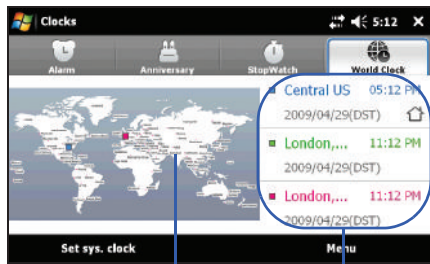 Clocks 5:12
Alarm Anniversary StopWatch World Clock
Central US 05:12 PM
2009/04/29(DST)
London,... 11:12 PM
2009/04/29(DST)
London,... 11:12 PM
2009/04/29(DST)
Set sys. clock Menu